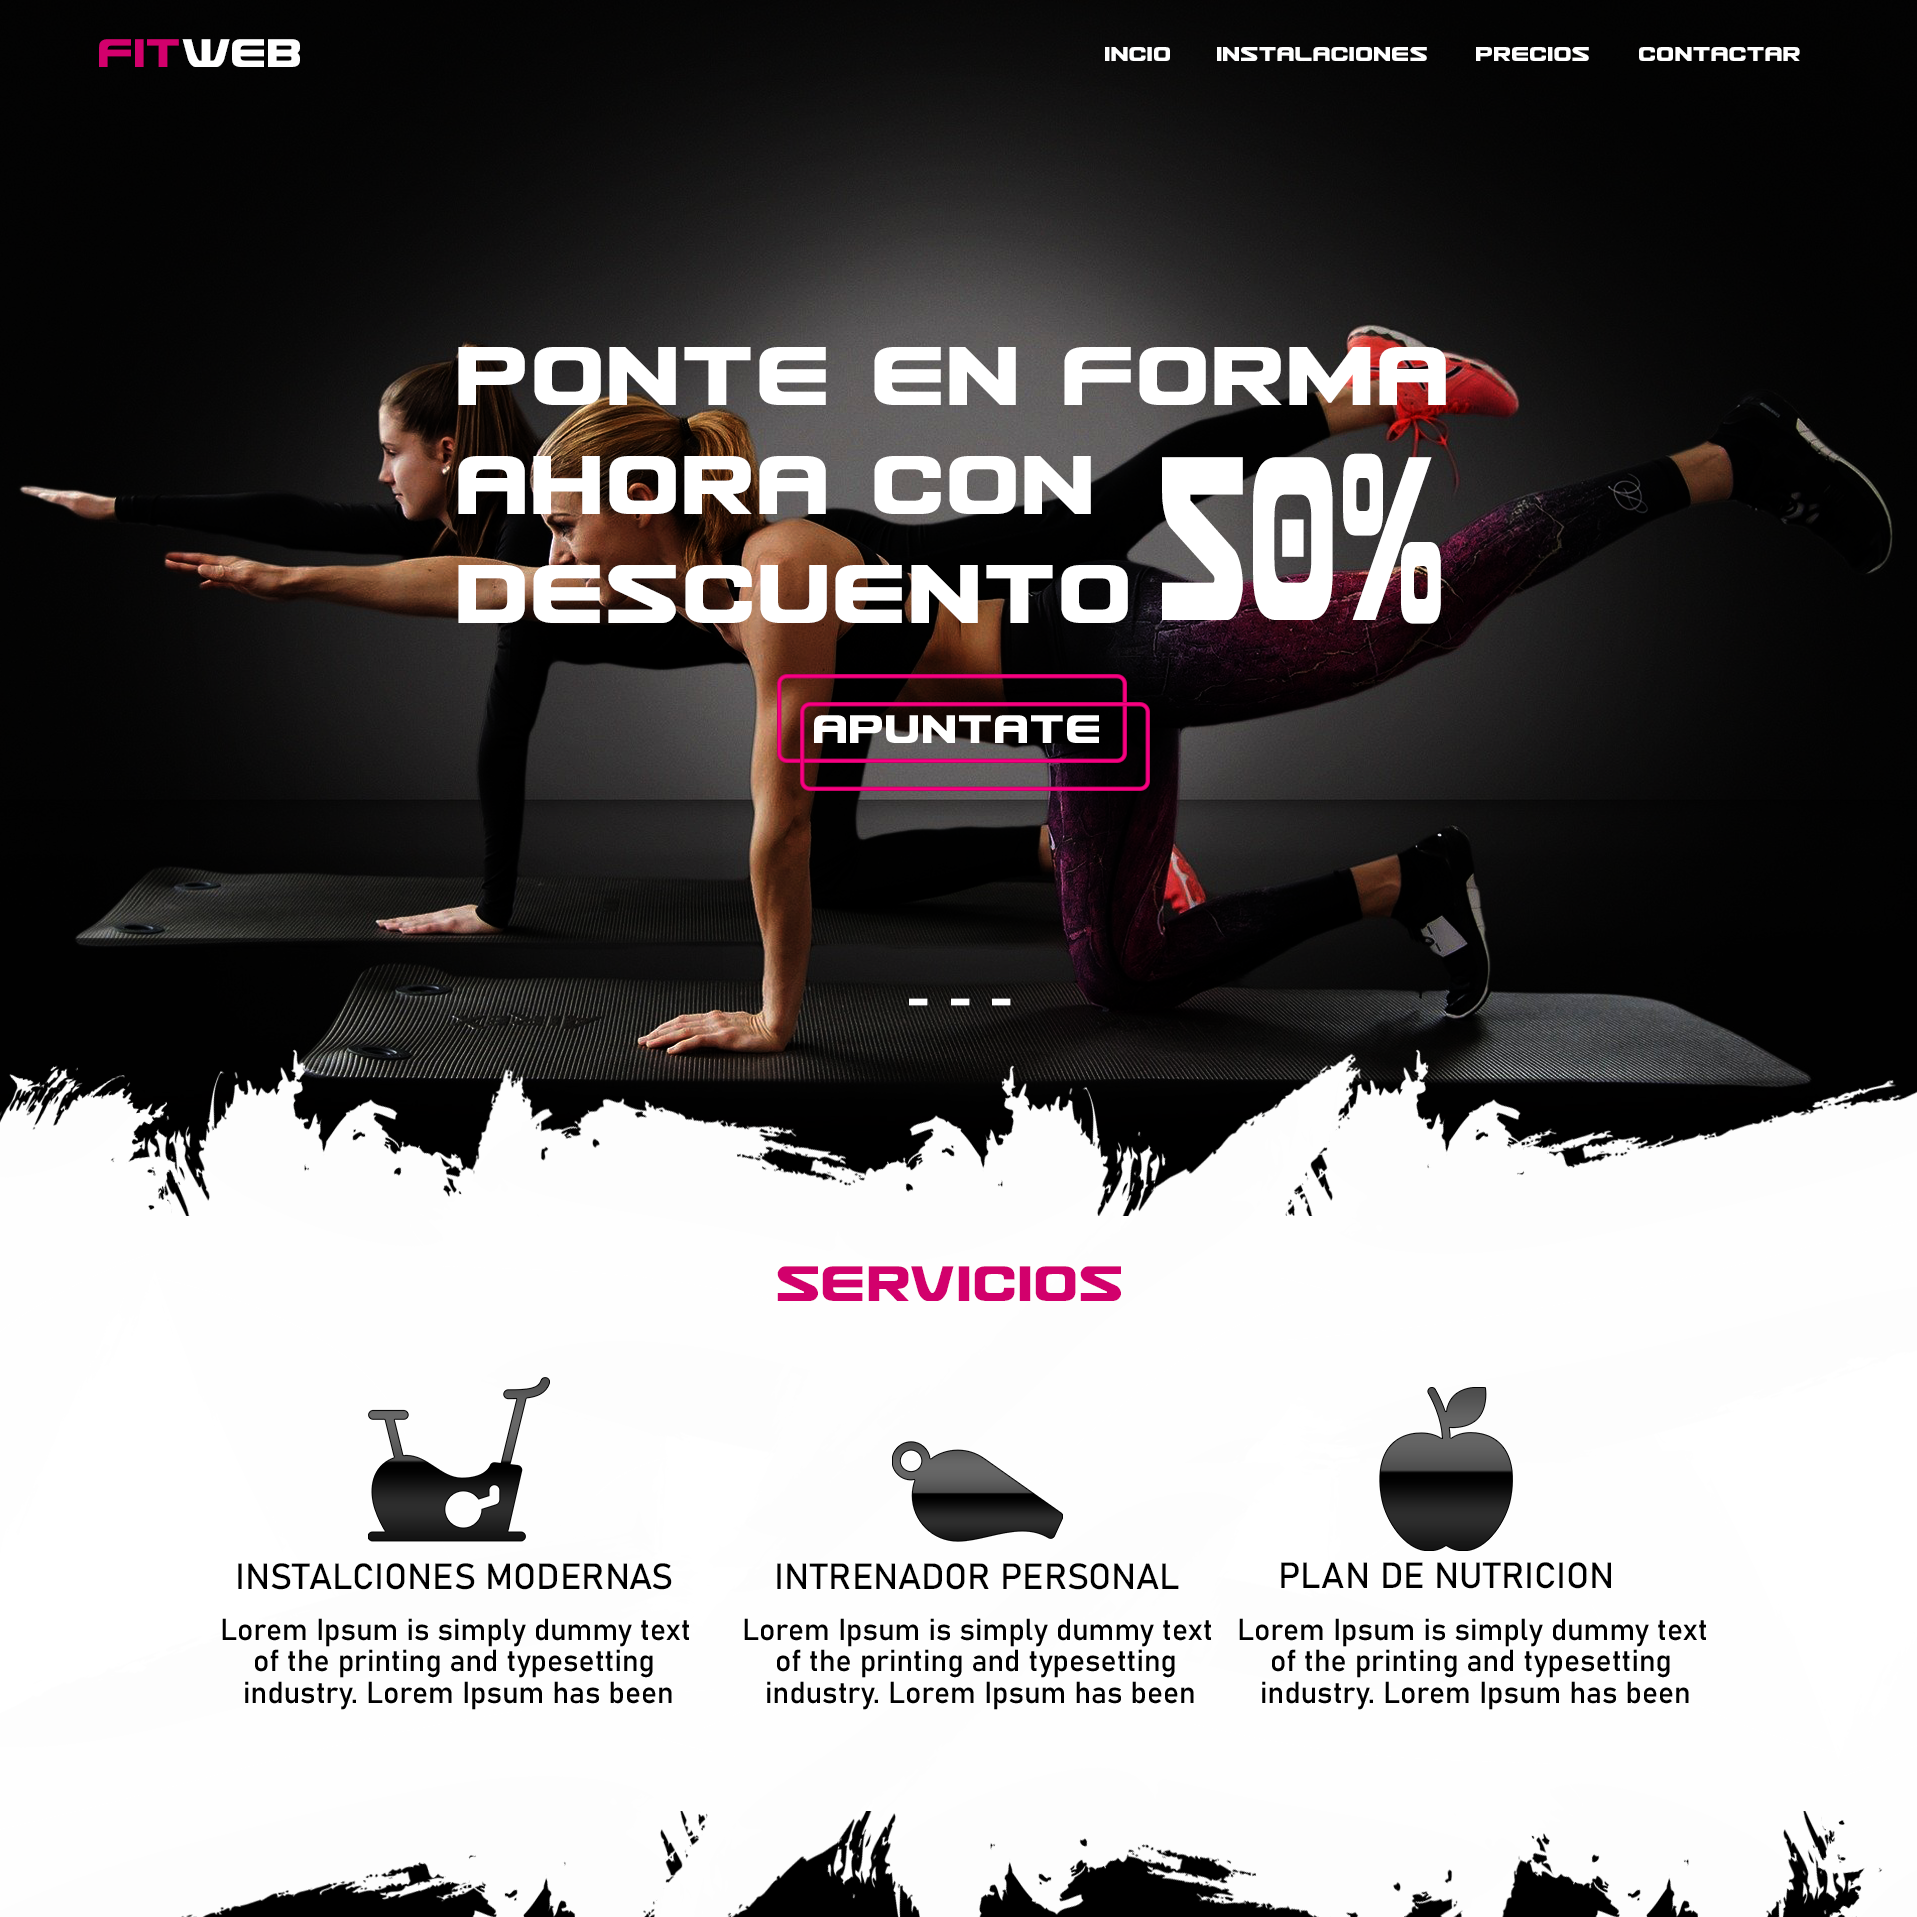 FITWEB
INCIO INSTALACIONES PRECIOS CONTACTAR
PONTE EN FORMA
AHORA CON 50%
DESCUENTO
APUNTATE
SERVICIOS
INSTALCIONES MODERNAS
Lorem Ipsum is simply dummy text
of the printing and typesetting
industry. Lorem Ipsum has been
INTRENADOR PERSONAL
Lorem Ipsum is simply dummy text
of the printing and typesetting
industry. Lorem Ipsum has been
PLAN DE NUTRICION
Lorem Ipsum is simply dummy text
of the printing and typesetting
industry. Lorem Ipsum has been